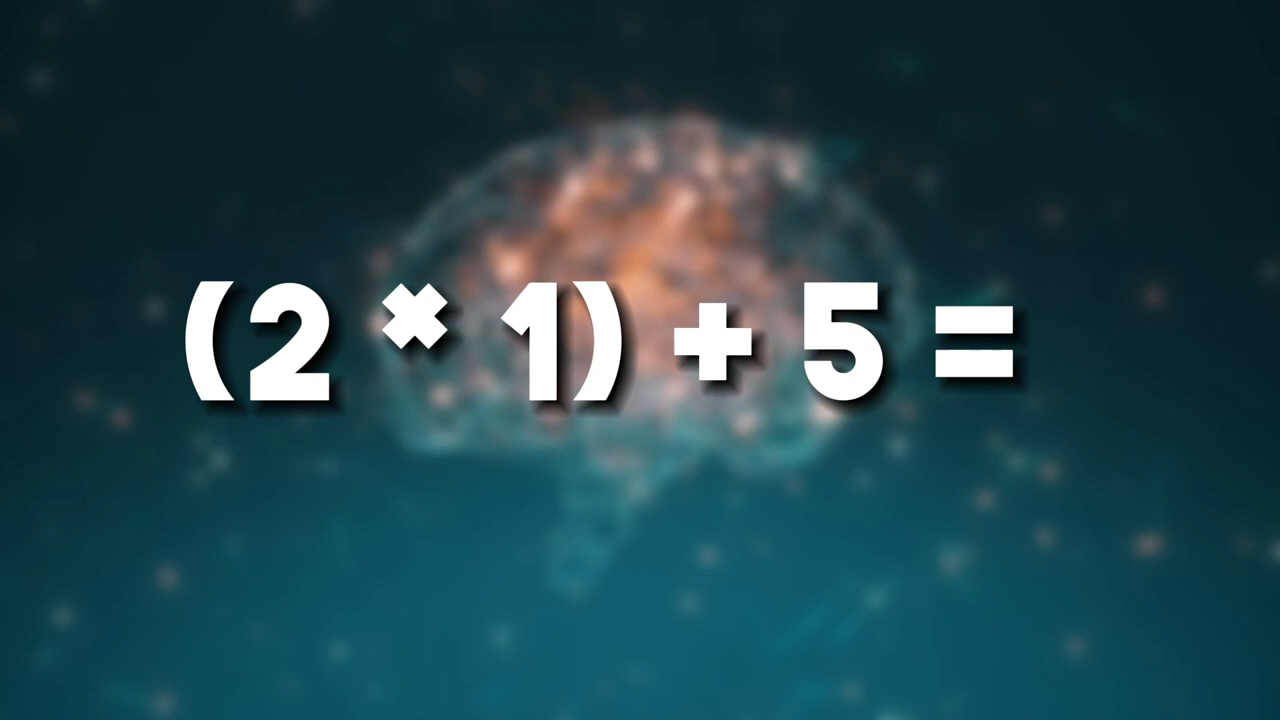 (2 * 1) + 5 =